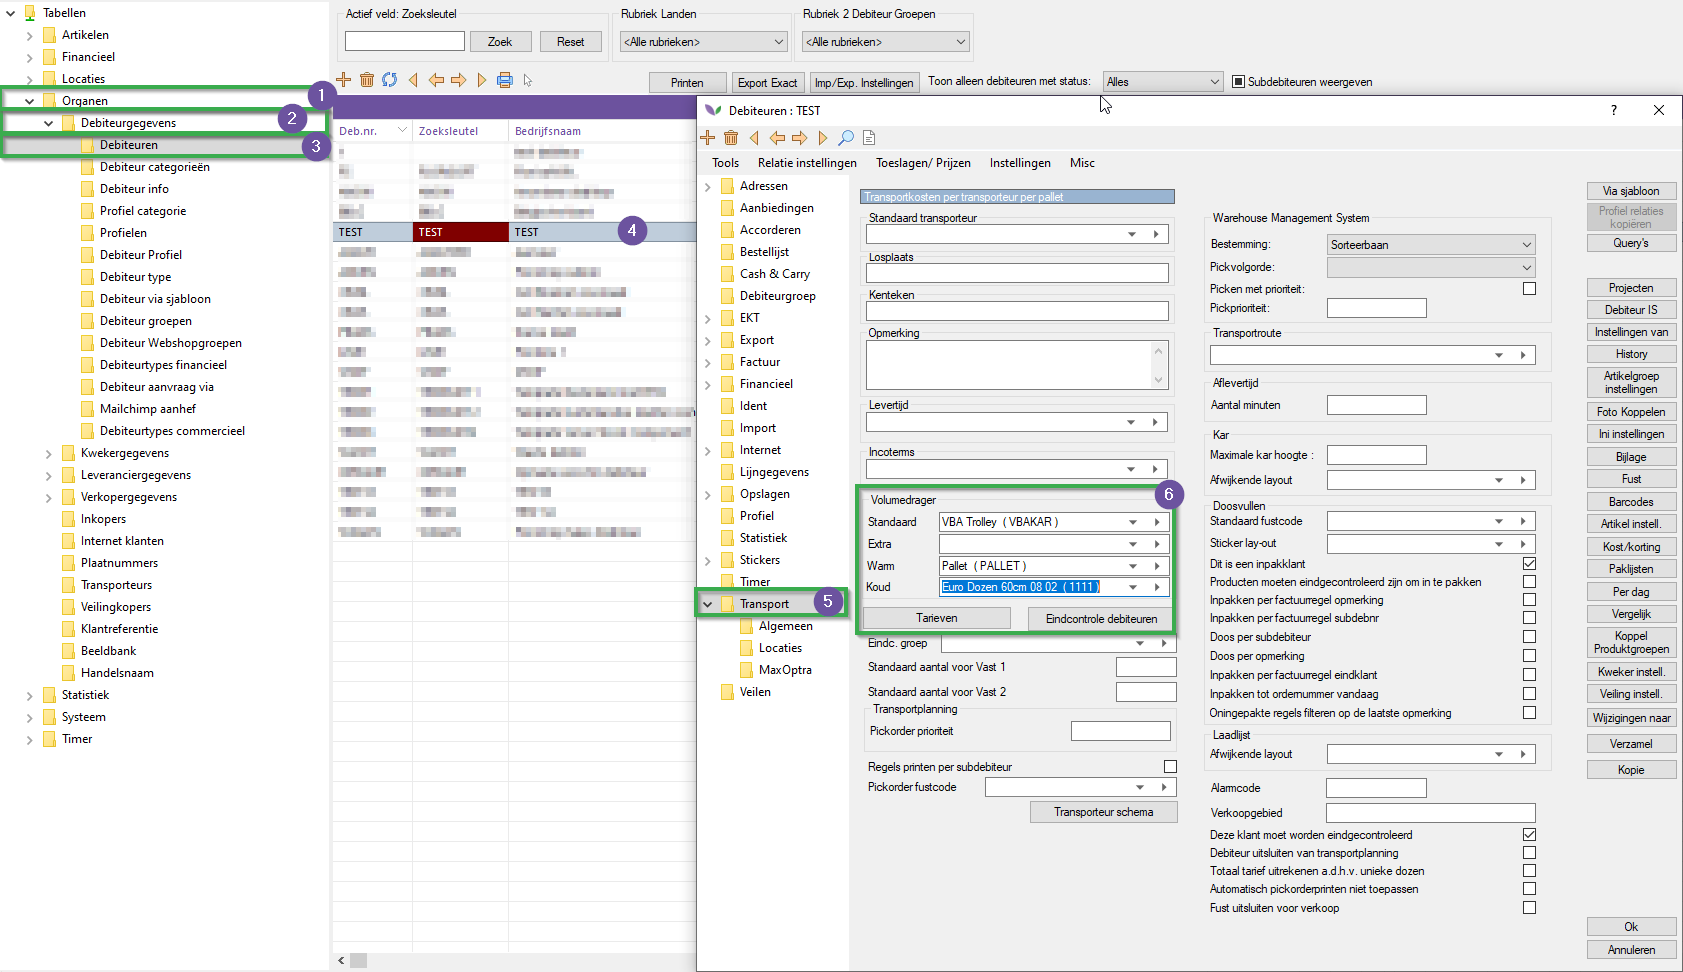 Tabellen
Artikelen
Financieel
Locaties
Organen
1
Debiteurgegevens
2
Debiteuren
3
Debiteur categorieën
Debiteur info
Profiel categorie
Profielen
Debiteur Profiel
Debiteur type
Debiteur via sjabloon
Debiteur groepen
Debiteur Webshopgroepen
Debiteurtypes financieel
Debiteur aanvraag via
Mailchimp aanhef
Debiteurtypes commercieel
Kwekergegevens
Leveranciergegevens
Verkopergegevens
Inkopers
Internet klanten
Plaatnummers
Transporteurs
Veilingkopers
Klantreferentie
Beeldbank
Handelsnaam
Statistiek
Systeem
Timer
Actief veld: Zoeksleutel
Zoek
Reset
Rubriek Landen
<Alle rubrieken>
Rubriek 2 Debiteur Groepen
<Alle rubrieken>
Printen
Export Exact
Imp/Exp. Instellingen
Toon alleen debiteuren met status:
Alles
Subdebiteuren weergeven
Deb.nr.
Zoeksleutel
Bedrijfsnaam
TEST
TEST
TEST
4
Debiteuren : TEST
?
Tools
Relatie instellingen
Toeslagen/ Prijzen
Instellingen
Misc
Adressen
Aanbiedingen
Accorderen
Bestellijst
Cash & Carry
Debiteurgroep
EKT
Export
Factuur
Financieel
Ident
Import
Internet
Lijngegevens
Opslagen
Profiel
Statistiek
Stickers
Timer
Transport
5
Algemeen
Locaties
MaxOptra
Veilen
Transportkosten per transporteur per pallet
Standaard transporteur
Losplaats
Kenteken
Opmerking
Levertijd
Incoterms
6
Volumedrager
Standaard
VBA Trolley ( VBAKAR )
Extra
Warm
Pallet ( PALLET )
Koud
Euro Dozen 60cm 08 02 ( 1111 )
Tarieven
Eindcontrole debiteuren
Eindc. groep
Standaard aantal voor Vast 1
Standaard aantal voor Vast 2
Transportplanning
Pickorder prioriteit
Regels printen per subdebiteur
Pickorder fustcode
Transporteur schema
Warehouse Management System
Bestemming:
Sorteerbaan
Pickvolgorde:
Picken met prioriteit:
Pickprioriteit:
Transportroute
Aflevertijd
Aantal minuten
Kar
Maximale kar hoogte :
Afwijkende layout
Doosvullen
Standaard fustcode
Sticker lay-out
Dit is een inpakklant
Producten moeten eindgecontroleerd zijn om in te pakken
Inpakken per factuurregel opmerking
Inpakken per factuurregel subdebnr
Doos per subdebiteur
Doos per opmerking
Inpakken per factuurregel eindklant
Inpakken tot ordernummer vandaag
Oningepakte regels filteren op de laatste opmerking
Laadlijst
Afwijkende layout
Alarmcode
Verkoopgebied
Deze klant moet worden eindgecontroleerd
Debiteur uitsluiten van transportplanning
Totaal tarief uitrekenen a.d.h.v. unieke dozen
Automatisch pickorderprinten niet toepassen
Fust uitsluiten voor verkoop
Via sjabloon
Profiel relaties
kopiëren
Query's
Projecten
Debiteur IS
Instellingen van
History
Artikelgroep
instellingen
Foto Koppelen
Ini instellingen
Bijlage
Fust
Barcodes
Artikel instell.
Kost/korting
Paklijsten
Per dag
Vergelijk
Koppel
Produktgroepen
Kweker instell.
Veiling instell.
Wijzigingen naar
Verzamel
Kopie
Ok
Annuleren